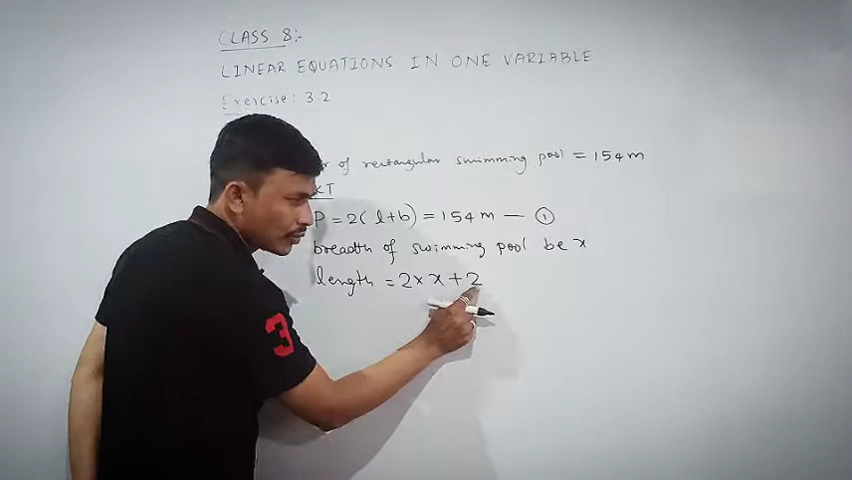 CLASS 8:-
LINEAR EQUATIONS IN ONE VARIABLE
Exercise: 3.2
of rectangular swimming pool = 154m
KT
P = 2( l+b) = 154 m — ①
breadth of swimming pool be x
length = 2 × x + 2
3